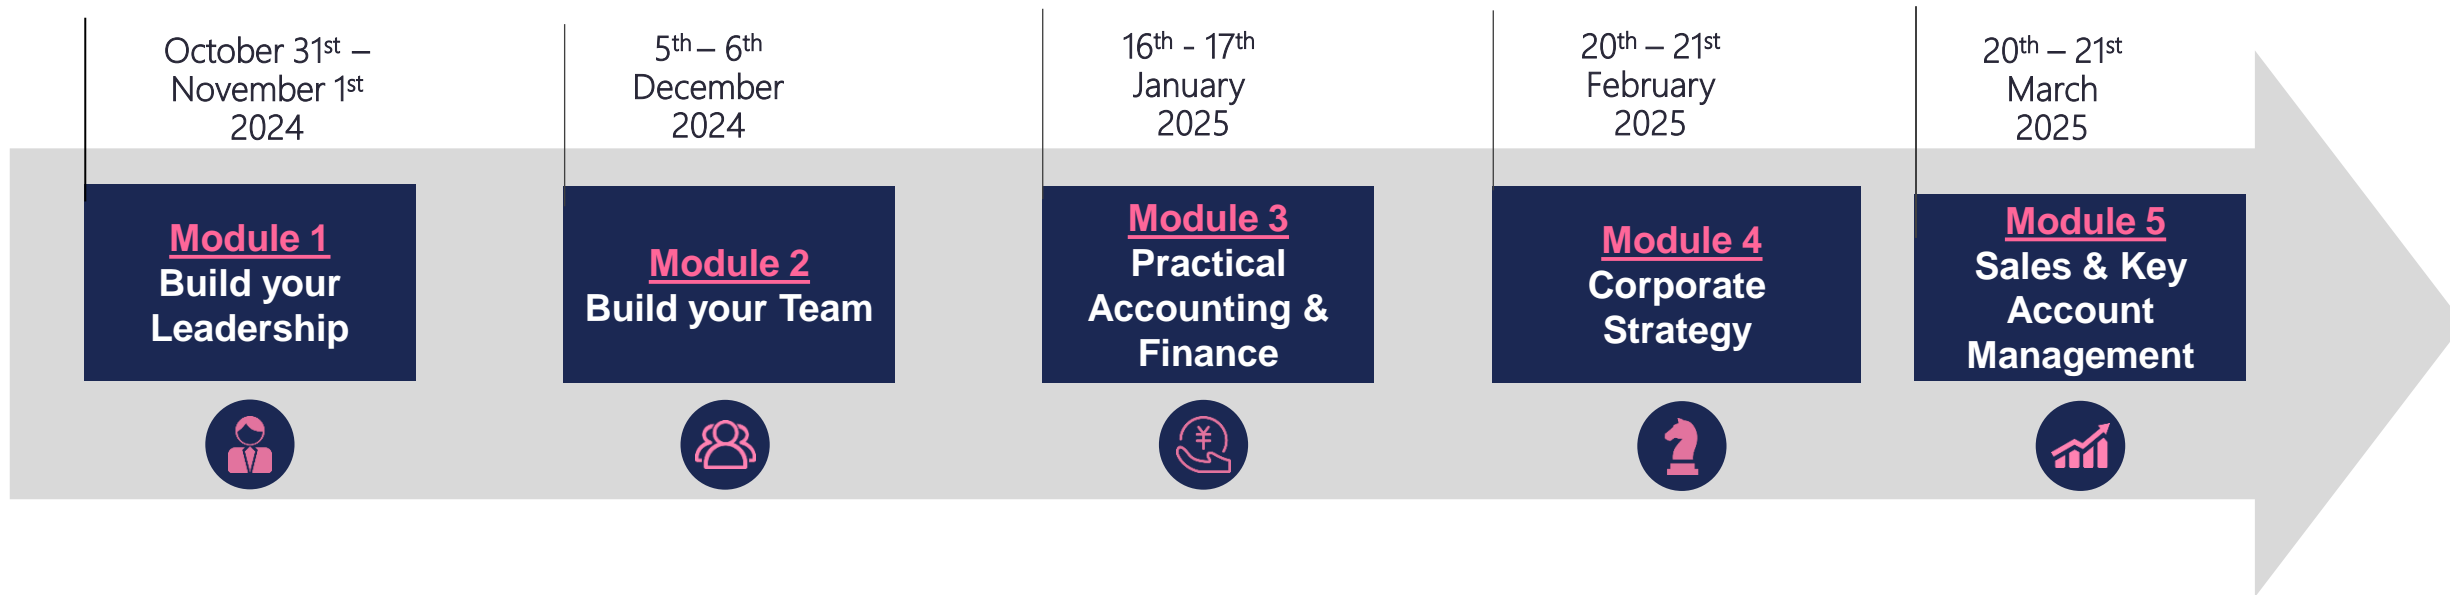 October 31st –
November 1st
2024
5th – 6th
December
2024
16th - 17th
January
2025
20th – 21st
February
2025
20th – 21st
March
2025
Module 1
Build your
Leadership
Module 2
Build your Team
Module 3
Practical
Accounting &
Finance
Module 4
Corporate
Strategy
Module 5
Sales & Key
Account
Management
¥